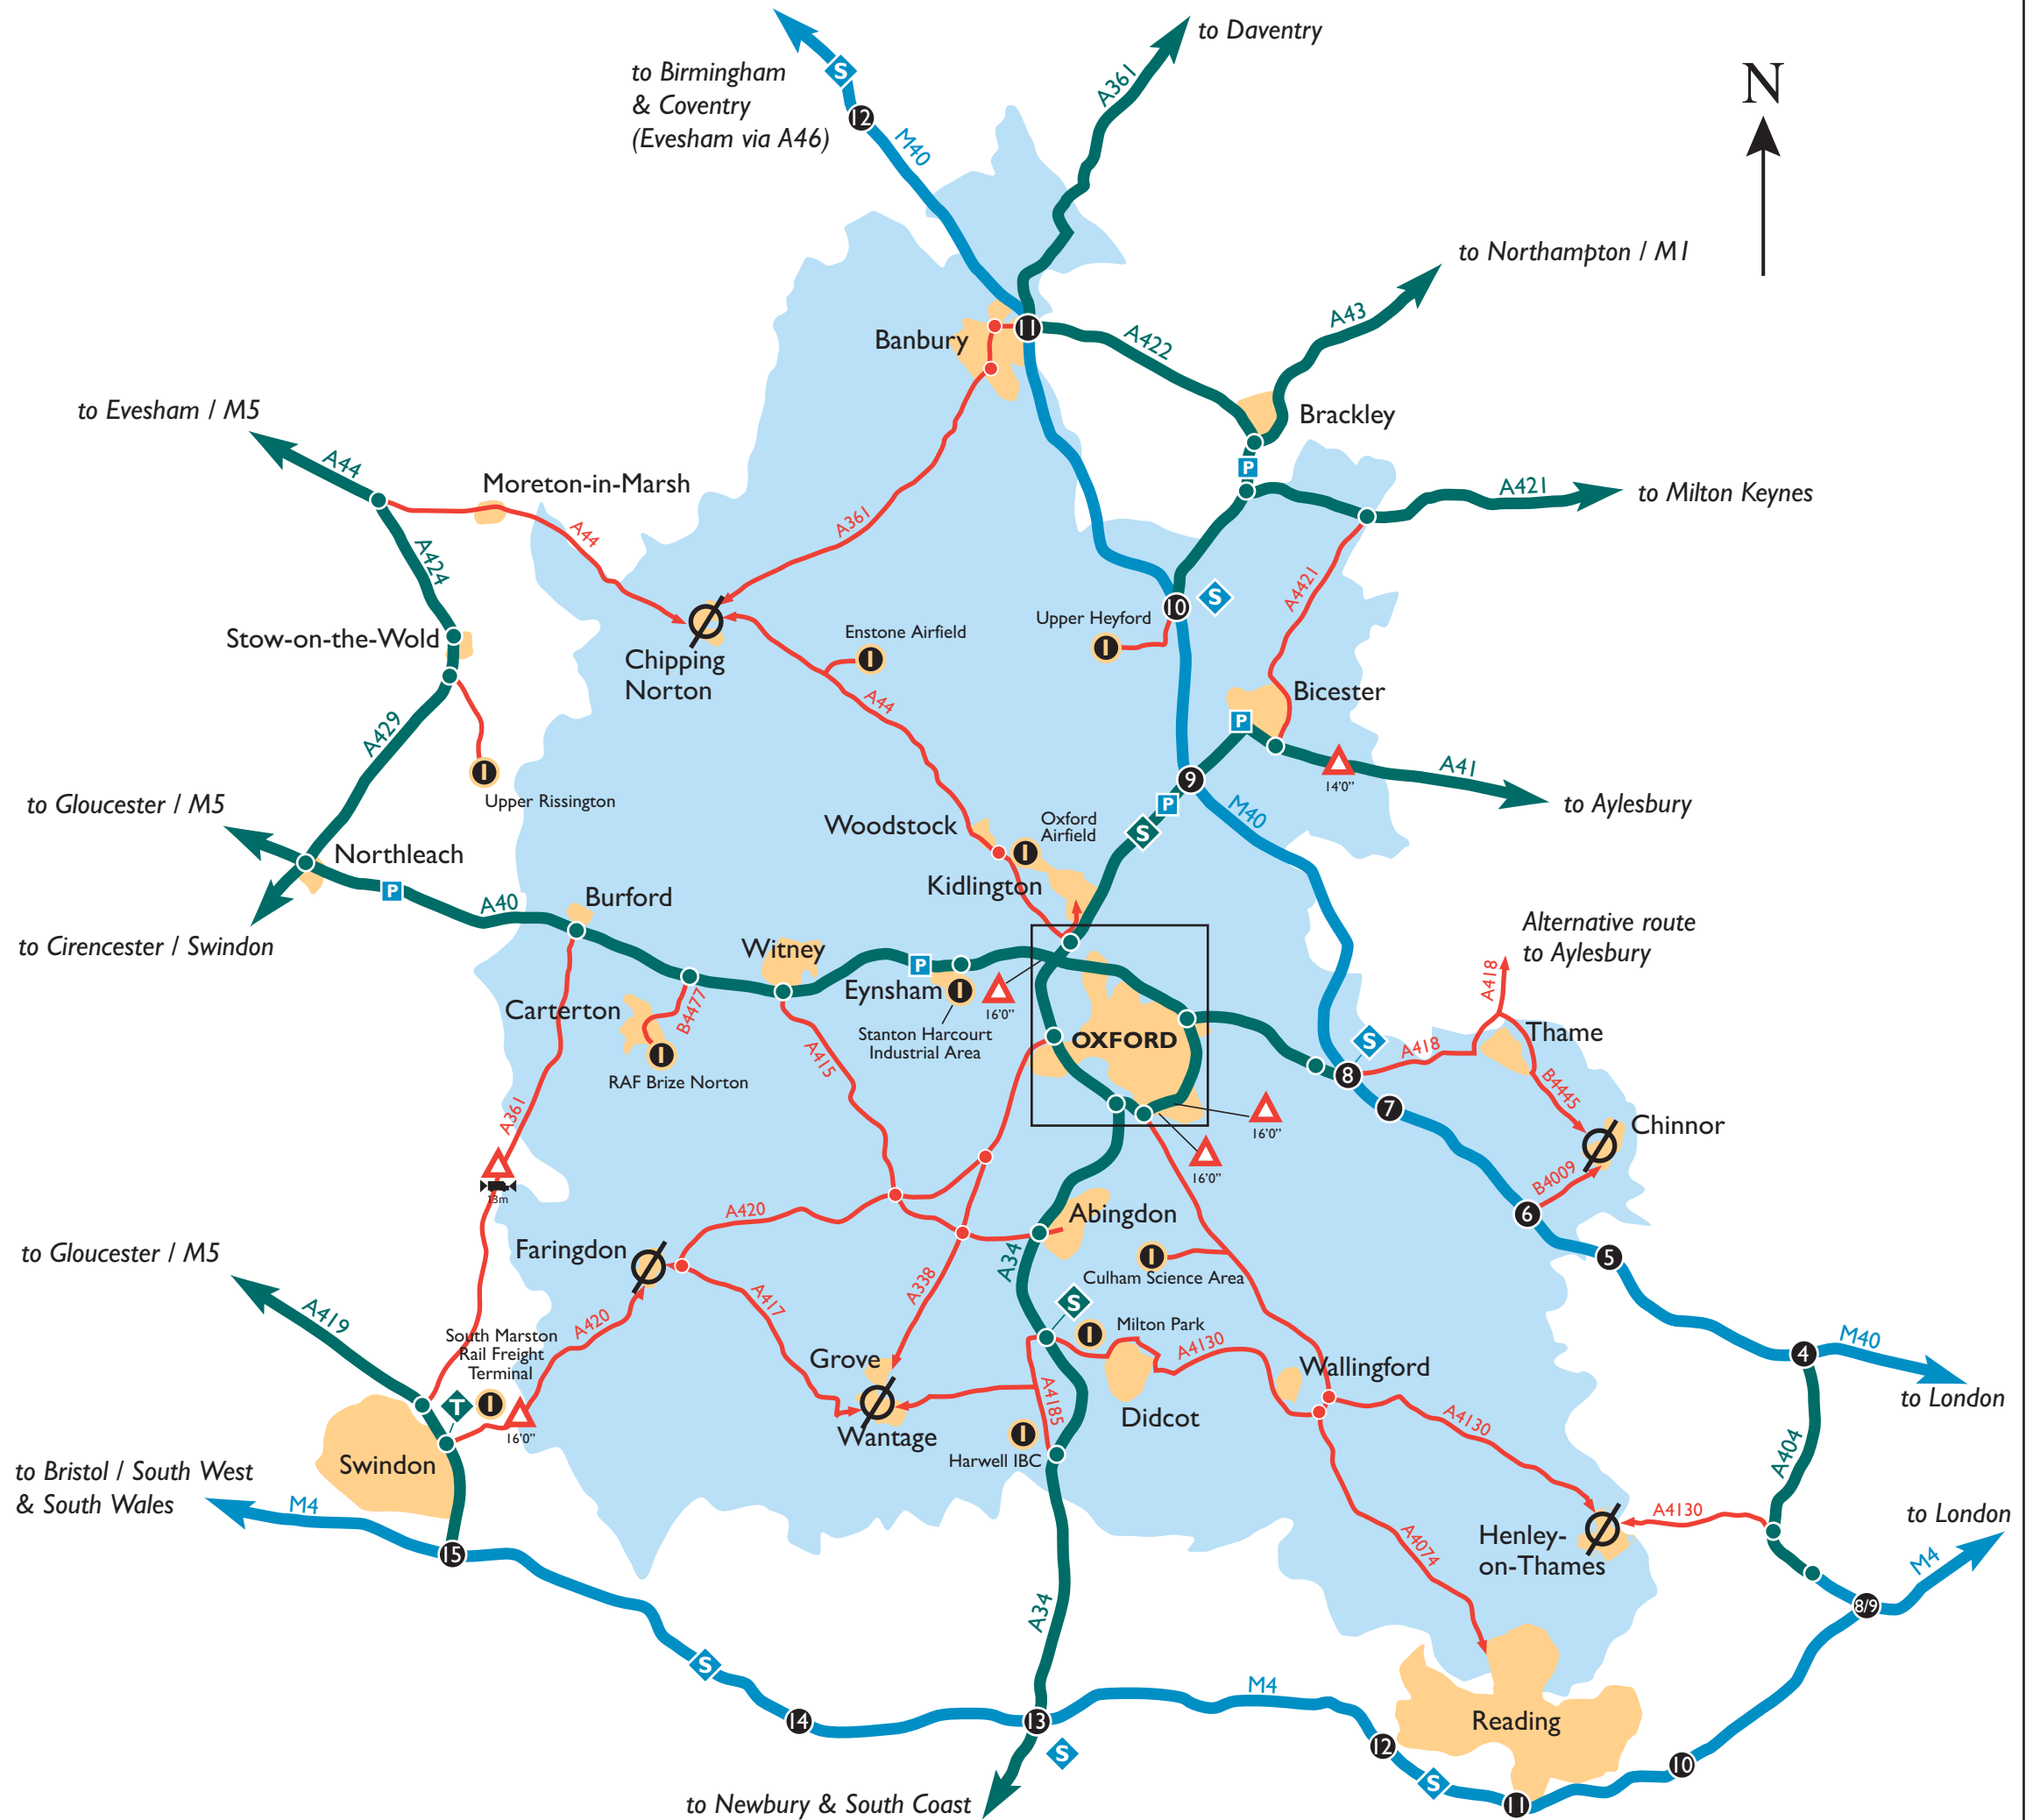 to Daventry
to Birmingham
& Coventry
(Evesham via A46)
S
12
M40
A361
N
to Northampton / M1
A43
11
Banbury
A422
Brackley
P
to Evesham / M5
A44
Moreton-in-Marsh
A44
A361
A421
to Milton Keynes
A424
A4421
10
S
Upper Heyford
I
Stow-on-the-Wold
Enstone Airfield
I
Chipping
Norton
A44
Bicester
P
A429
I
Upper Rissington
9
14'0"
A41
to Aylesbury
to Gloucester / M5
P
M40
S
Woodstock
Oxford
Airfield
I
Northleach
Kidlington
P
A40
Burford
to Cirencester / Swindon
Alternative route
to Aylesbury
Witney
P
Eynsham
I
16'0"
Stanton Harcourt
Industrial Area
Carterton
B4477
I
RAF Brize Norton
A415
OXFORD
A418
S
8
A418
Thame
B4445
7
Chinnor
16'0"
16'0"
A361
13m
B4009
6
A420
Abingdon
Faringdon
I
Culham Science Area
A34
5
to Gloucester / M5
A419
A417
A338
S
A420
I
Milton Park
A4130
South Marston
Rail Freight
Terminal
I
T
16'0"
Grove
Wantage
A4185
Didcot
Wallingford
4
M40
to London
A4130
I
Harwell IBC
Swindon
A404
to Bristol / South West
& South Wales
M4
15
A4130
to London
Henley-
on-Thames
A4074
M4
8/9
A34
S
14
13
S
M4
Reading
12
S
11
10
to Newbury & South Coast